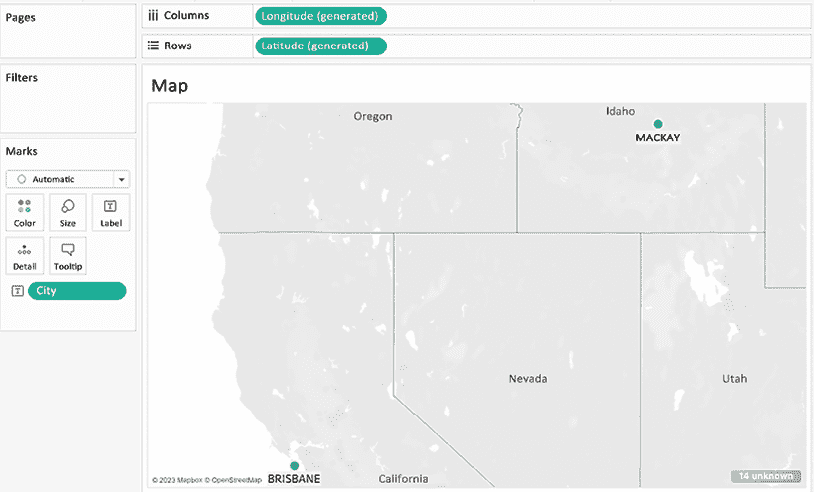 Pages
Columns
Longitude (generated)
Rows
Latitude (generated)
Filters
Marks
Automatic
Color
Size
Label
Detail
Tooltip
City
Map
Oregon
Idaho
MACKAY
Nevada
Utah
© 2023 Mapbox © OpenStreetMap
BRISBANE
California
14 unknown